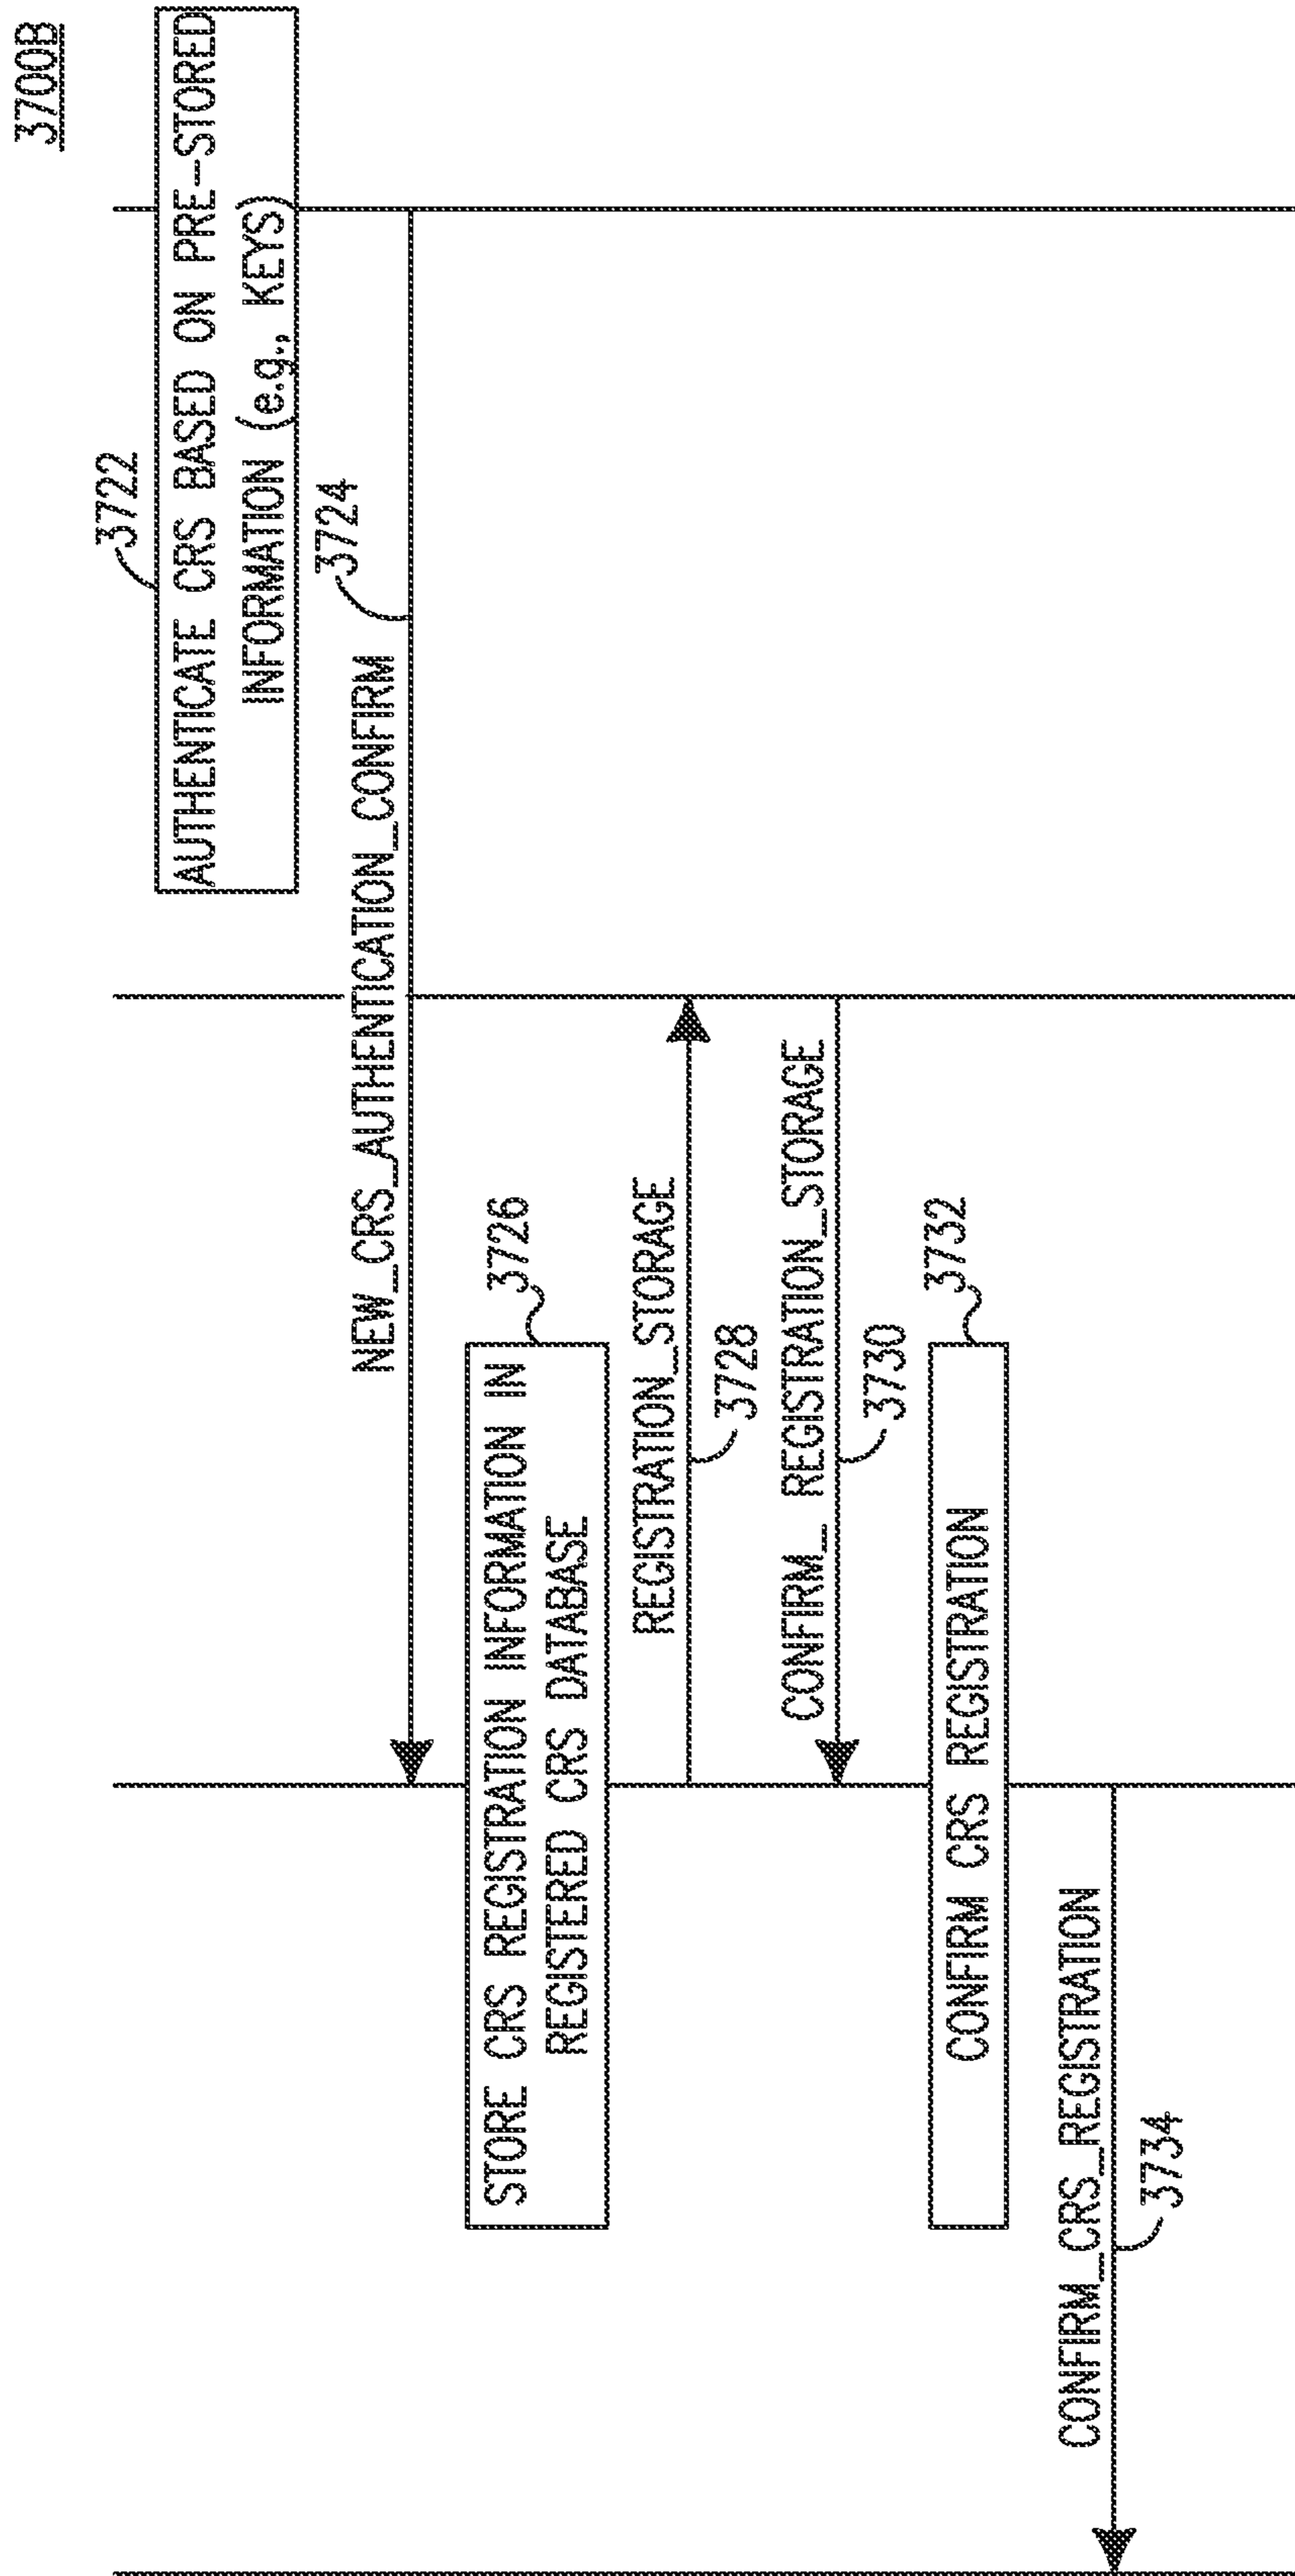 3700B
3722
AUTHENTICATE CRS BASED ON PRE-STORED
INFORMATION (e.g., KEYS)
3724
NEW_CRS_AUTHENTICATION_CONFIRM
3726
STORE CRS REGISTRATION INFORMATION IN
REGISTERED CRS DATABASE
REGISTRATION_STORAGE
3728
CONFIRM_ REGISTRATION_STORAGE
3730
3732
CONFIRM CRS REGISTRATION
CONFIRM_CRS_REGISTRATION
3734